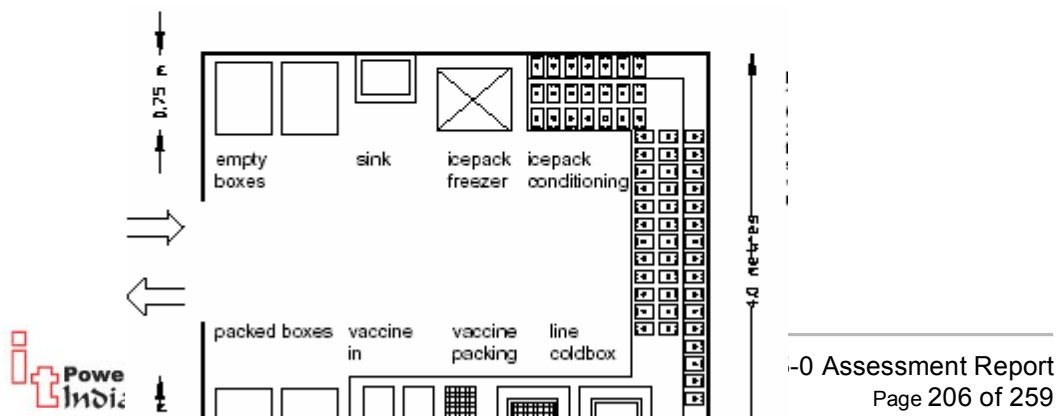 0.75 m
empty boxes
sink
icepack freezer
icepack conditioning
4.0 metres
packed boxes
vaccine in
vaccine packing
line coldbox
m
it Powe
India
-0 Assessment Report
Page 206 of 259